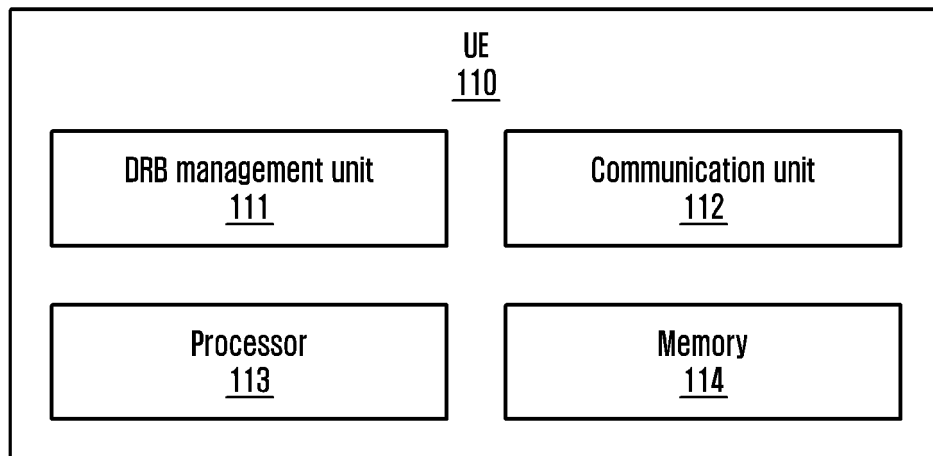 UE
110
DRB management unit
111
Communication unit
112
Processor
113
Memory
114